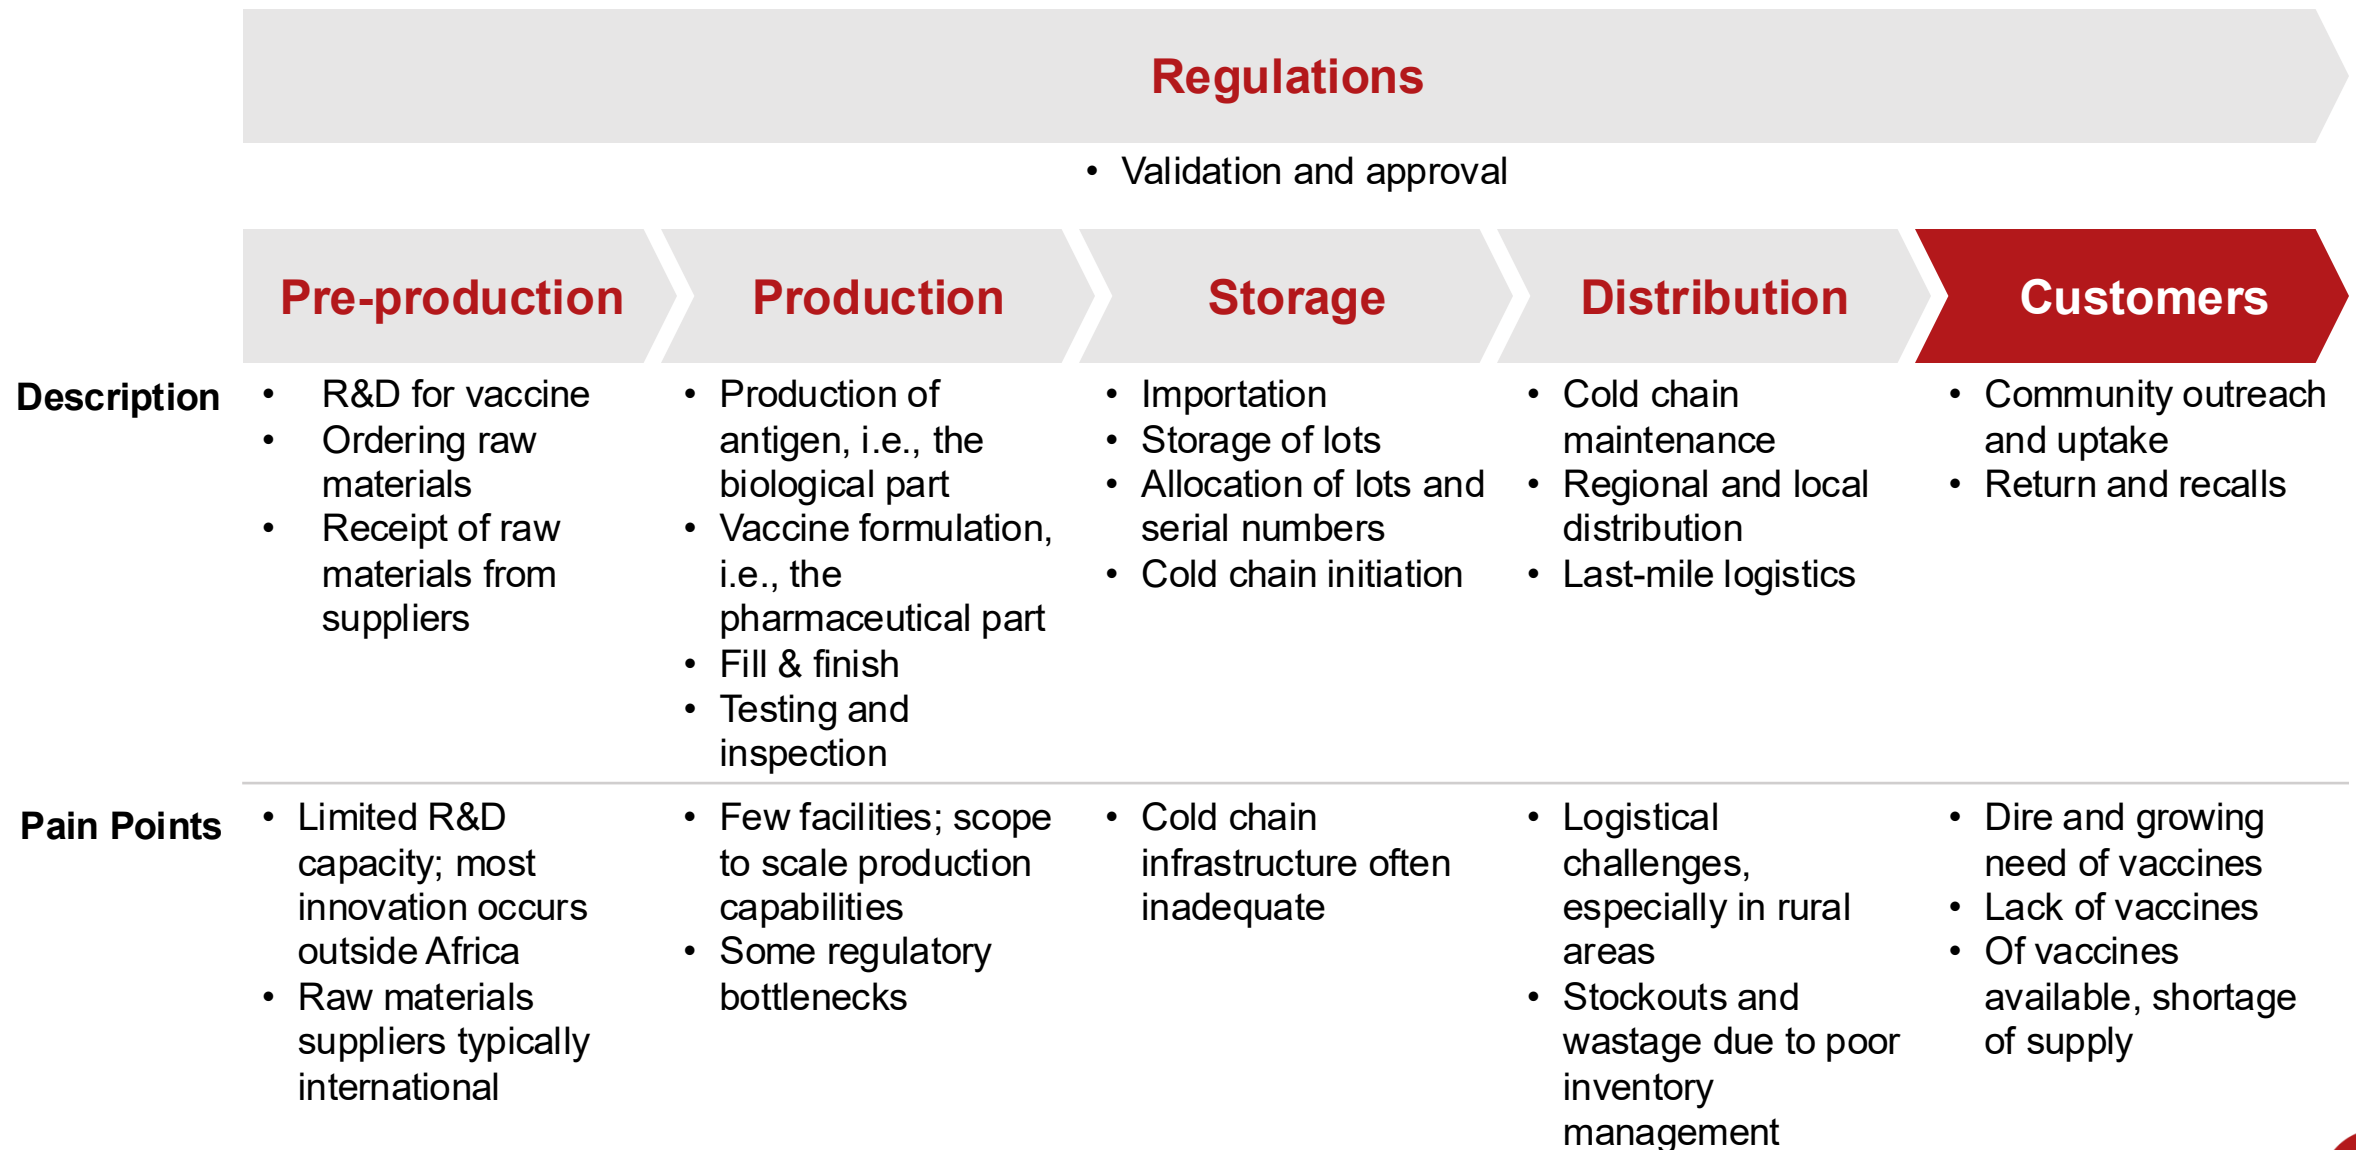 Regulations
• Validation and approval
Pre-production
Production
Storage
Distribution
Customers
Description
• R&D for vaccine
• Ordering raw
materials
• Receipt of raw
materials from
suppliers
• Production of
antigen, i.e., the
biological part
• Vaccine formulation,
i.e., the
pharmaceutical part
• Fill & finish
• Testing and
inspection
• Importation
• Storage of lots
• Allocation of lots and
serial numbers
• Cold chain initiation
• Cold chain
maintenance
• Regional and local
distribution
• Last-mile logistics
• Community outreach
and uptake
• Return and recalls
Pain Points
• Limited R&D
capacity; most
innovation occurs
outside Africa
• Raw materials
suppliers typically
international
• Few facilities; scope
to scale production
capabilities
• Some regulatory
bottlenecks
• Cold chain
infrastructure often
inadequate
• Logistical
challenges,
especially in rural
areas
• Stockouts and
wastage due to poor
inventory
management
• Dire and growing
need of vaccines
• Lack of vaccines
• Of vaccines
available, shortage
of supply